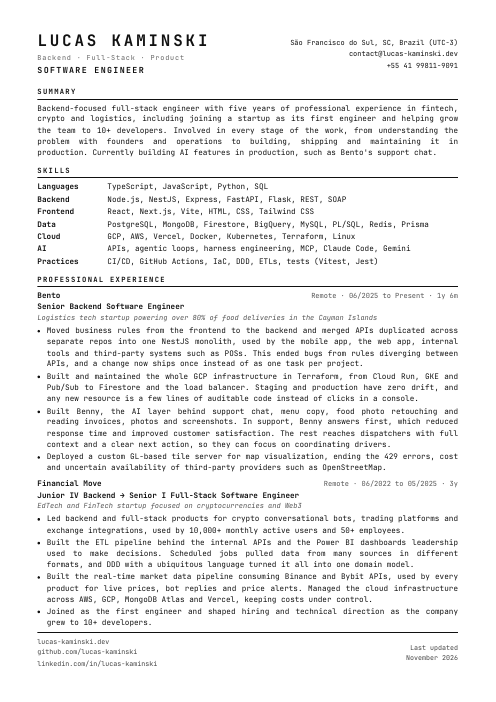 LUCAS KAMINSKI
Backend · Full-Stack · Product
SOFTWARE ENGINEER
São Francisco do Sul, SC, Brazil (UTC-3)
contact@lucas-kaminski.dev
+55 41 99811-9091
SUMMARY
Backend-focused full-stack engineer with five years of professional experience in fintech,
crypto and logistics, including joining a startup as its first engineer and helping grow
the team to 10+ developers. Involved in every stage of the work, from understanding the
problem with founders and operations to building, shipping and maintaining it in
production. Currently building AI features in production, such as Bento's support chat.
SKILLS
Languages TypeScript, JavaScript, Python, SQL
Backend Node.js, NestJS, Express, FastAPI, Flask, REST, SOAP
Frontend React, Next.js, Vite, HTML, CSS, Tailwind CSS
Data PostgreSQL, MongoDB, Firestore, BigQuery, MySQL, PL/SQL, Redis, Prisma
Cloud GCP, AWS, Vercel, Docker, Kubernetes, Terraform, Linux
AI APIs, agentic loops, harness engineering, MCP, Claude Code, Gemini
Practices CI/CD, GitHub Actions, IaC, DDD, ETLs, tests (Vitest, Jest)
PROFESSIONAL EXPERIENCE
Bento Remote · 06/2025 to Present · 1y 6m
Senior Backend Software Engineer
Logistics tech startup powering over 80% of food deliveries in the Cayman Islands
• Moved business rules from the frontend to the backend and merged APIs duplicated across
separate repos into one NestJS monolith, used by the mobile app, the web app, internal
tools and third-party systems such as POSs. This ended bugs from rules diverging between
APIs, and a change now ships once instead of as one task per project.
• Built and maintained the whole GCP infrastructure in Terraform, from Cloud Run, GKE and
Pub/Sub to Firestore and the load balancer. Staging and production have zero drift, and
any new resource is a few lines of auditable code instead of clicks in a console.
• Built Benny, the AI layer behind support chat, menu copy, food photo retouching and
reading invoices, photos and screenshots. In support, Benny answers first, which reduced
response time and improved customer satisfaction. The rest reaches dispatchers with full
context and a clear next action, so they can focus on coordinating drivers.
• Deployed a custom GL-based tile server for map visualization, ending the 429 errors, cost
and uncertain availability of third-party providers such as OpenStreetMap.
Financial Move Remote · 06/2022 to 05/2025 · 3y
Junior IV Backend → Senior I Full-Stack Software Engineer
EdTech and FinTech startup focused on cryptocurrencies and Web3
• Led backend and full-stack products for crypto conversational bots, trading platforms and
exchange integrations, used by 10,000+ monthly active users and 50+ employees.
• Built the ETL pipeline behind the internal APIs and the Power BI dashboards leadership
used to make decisions. Scheduled jobs pulled data from many sources in different
formats, and DDD with a ubiquitous language turned it all into one domain model.
• Built the real-time market data pipeline consuming Binance and Bybit APIs, used by every
product for live prices, bot replies and price alerts. Managed the cloud infrastructure
across AWS, GCP, MongoDB Atlas and Vercel, keeping costs under control.
• Joined as the first engineer and shaped hiring and technical direction as the company
grew to 10+ developers.
lucas-kaminski.dev
github.com/lucas-kaminski
linkedin.com/in/lucas-kaminski
Last updated
November 2026